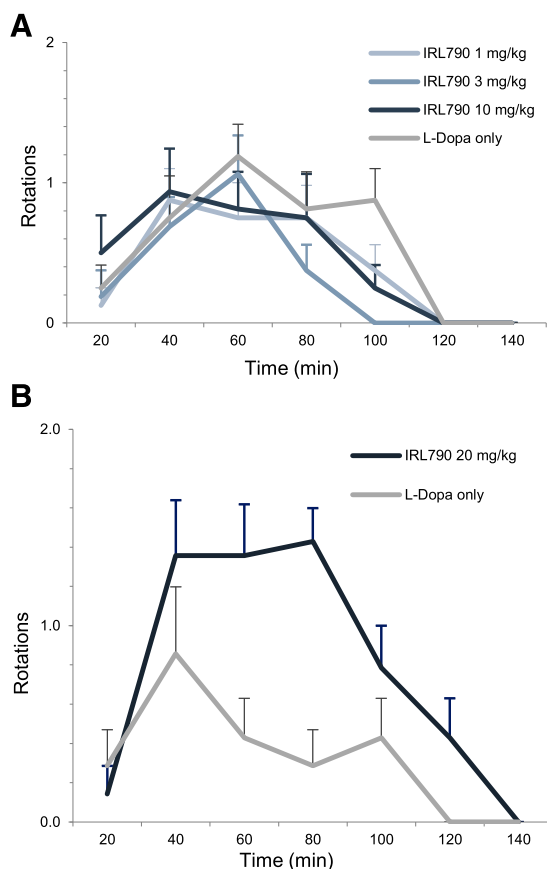 A
2
IRL790 1 mg/kg
IRL790 3 mg/kg
IRL790 10 mg/kg
L-Dopa only
Rotations
1
0
20 40 60 80 100 120 140
Time (min)
B
2.0
IRL790 20 mg/kg
L-Dopa only
Rotations
1.0
0.0
20 40 60 80 100 120 140
Time (min)